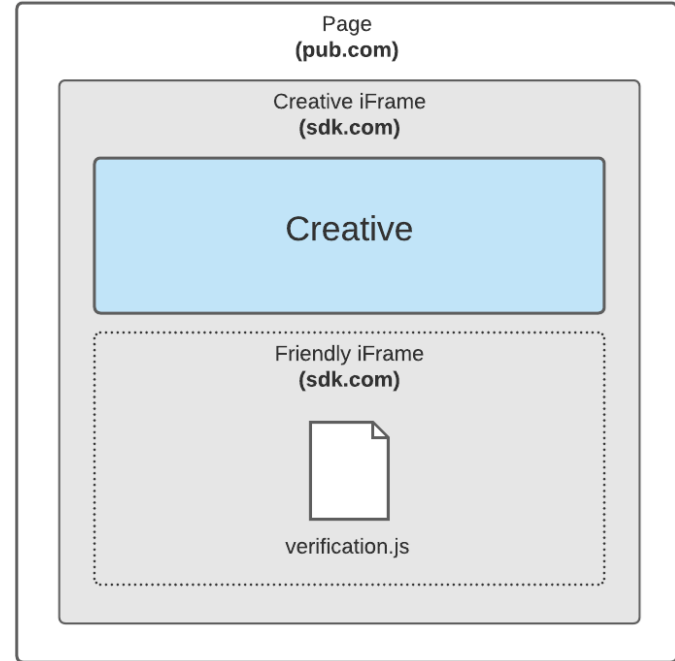 Page
(pub.com)
Creative iFrame
(sdk.com)
Creative
Friendly iFrame
(sdk.com)
verification.js